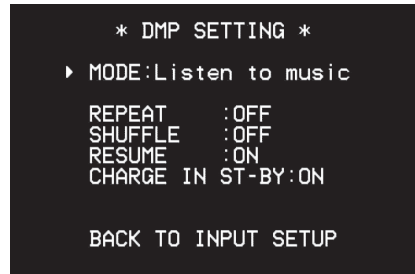 * DMP SETTING *
MODE:Listen to music
REPEAT :OFF
SHUFFLE :OFF
RESUME :ON
CHARGE IN ST-BY:ON
BACK TO INPUT SETUP